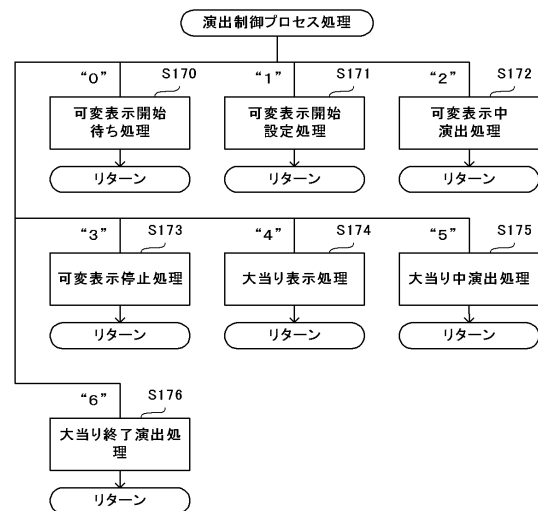 演出制御プロセス処理
“0”
S170
“1”
S171
“2”
S172
可変表示開始
待ち処理
可変表示開始
設定処理
可変表示中
演出処理
リターン
リターン
リターン
“3”
S173
“4”
S174
“5”
S175
可変表示停止処理
大当り表示処理
大当り中演出処理
リターン
リターン
リターン
“6”
S176
大当り終了演出処
理
リターン